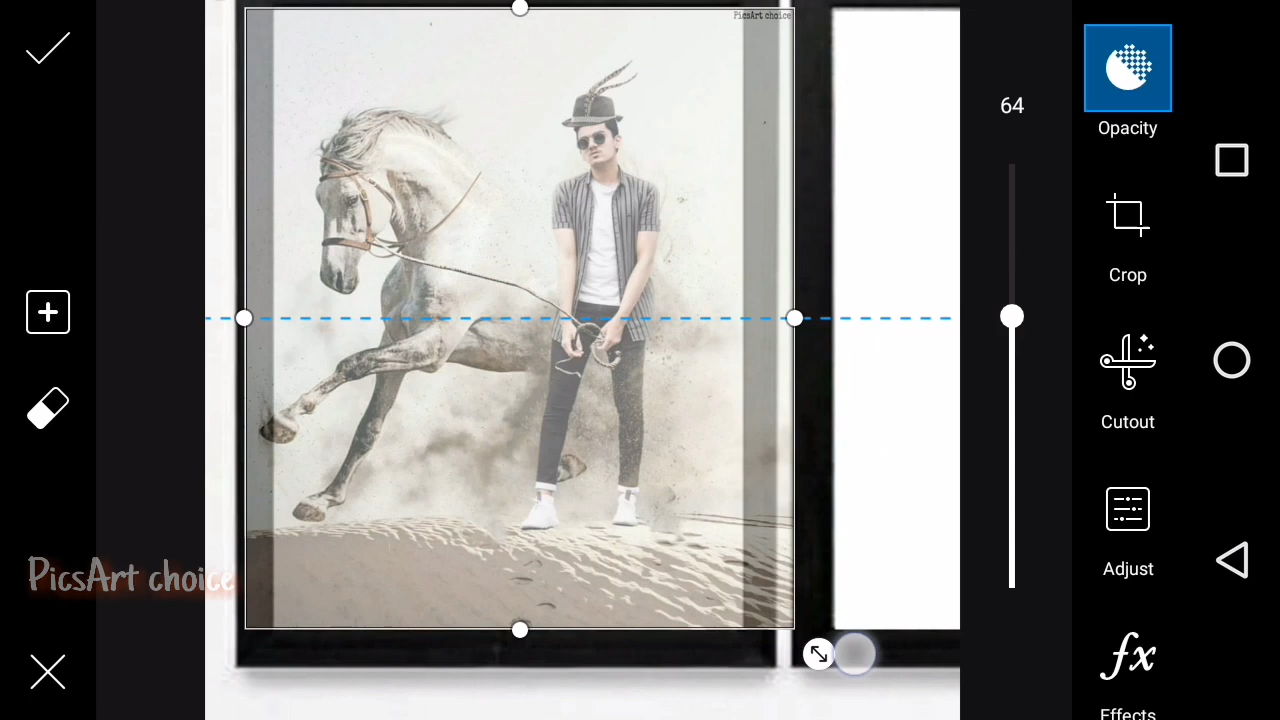 PicsArt choice
64
Opacity
Crop
Cutout
PicsArt choice
Adjust
fx
Effects